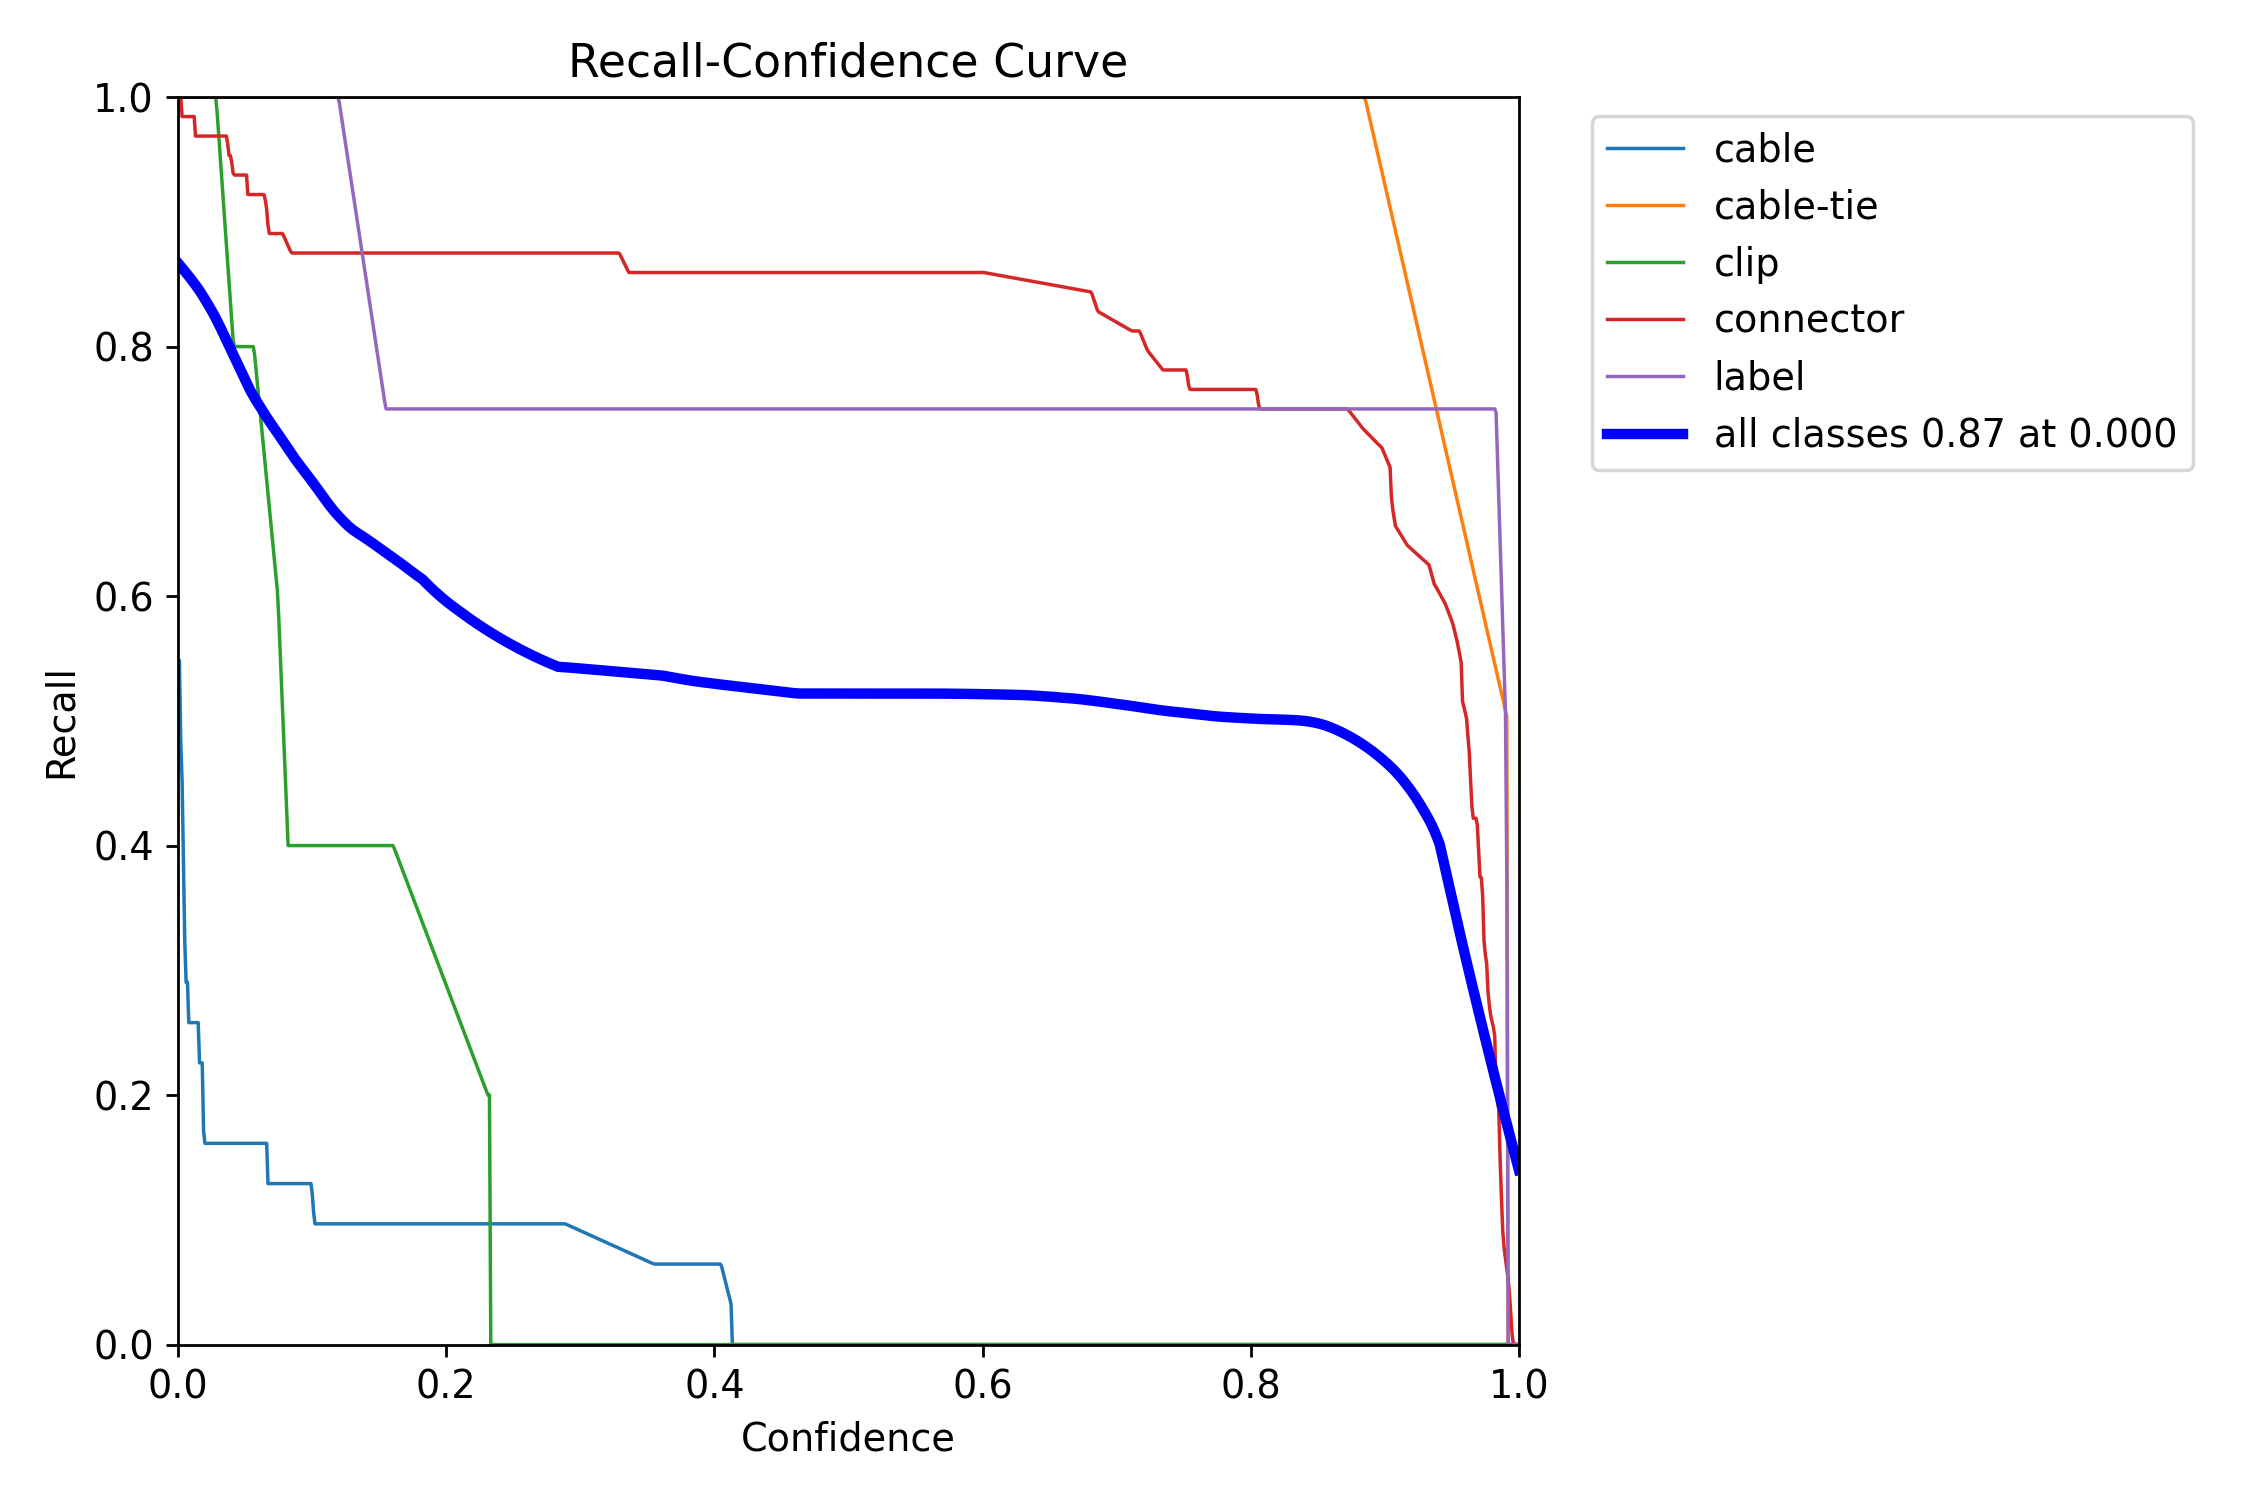 Recall-Confidence Curve
1.0
0.8
0.6
0.4
0.2
0.0
Recall
0.0 0.2 0.4 0.6 0.8 1.0
Confidence
cable
cable-tie
clip
connector
label
all classes 0.87 at 0.000